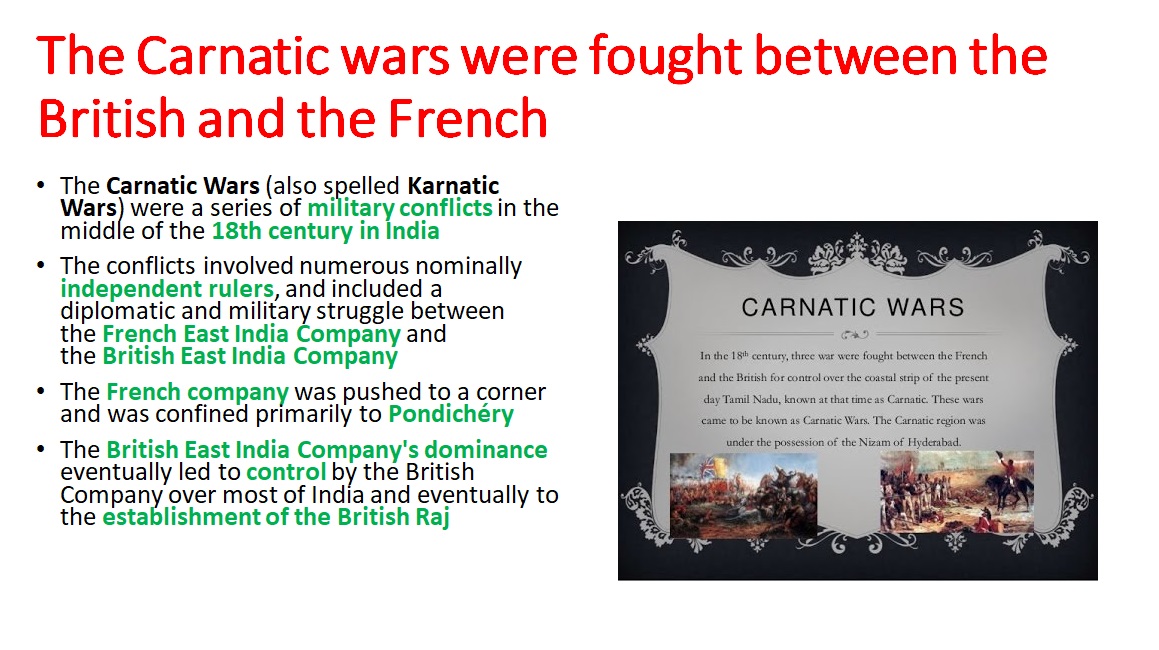 The Carnatic wars were fought between the
British and the French
• The Carnatic Wars (also spelled Karnatic
Wars) were a series of military conflicts in the
middle of the 18th century in India
• The conflicts involved numerous nominally
independent rulers, and included a
diplomatic and military struggle between
the French East India Company and
the British East India Company
• The French company was pushed to a corner
and was confined primarily to Pondichéry
• The British East India Company's dominance
eventually led to control by the British
Company over most of India and eventually to
the establishment of the British Raj
CARNATIC WARS
In the 18th century, three war were fought between the French
and the British for control over the coastal strip of the present
day Tamil Nadu, known at that time as Carnatic. These wars
came to be known as Carnatic Wars. The Carnatic region was
under the possession of the Nizam of Hyderabad.